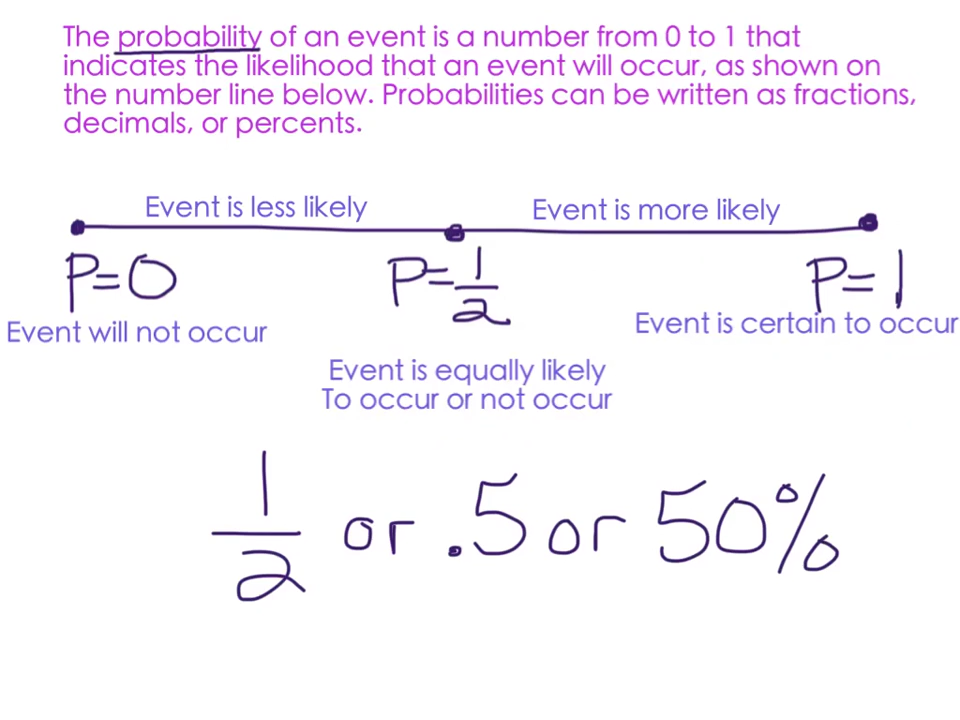 The probability of an event is a number from 0 to 1 that
indicates the likelihood that an event will occur, as shown on
the number line below. Probabilities can be written as fractions,
decimals, or percents.
Event is less likely
Event is more likely
P=0
P=1/2
P=1
Event will not occur
Event is certain to occur
Event is equally likely
To occur or not occur
1/2 or .5 or 50%